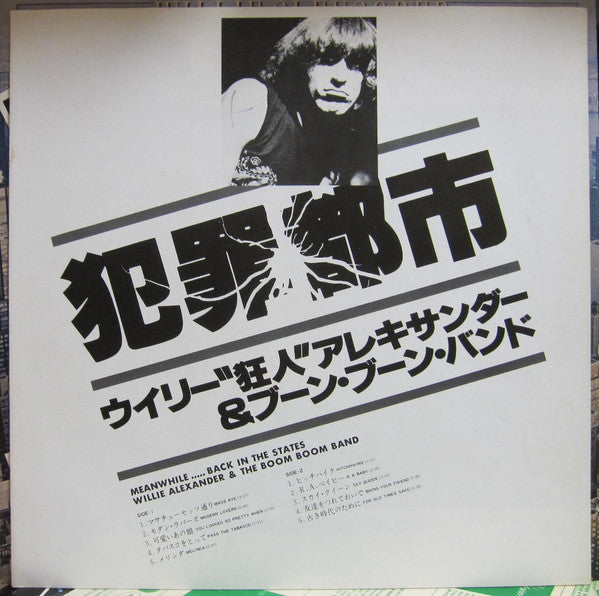 犯罪都市
ウイリー"狂人"アレキサンダー
&ブーン・ブーン・バンド
MEANWHILE.....BACK IN THE STATES
WILLIE ALEXANDER & THE BOOM BOOM BAND
SIDE-1
1.マサチューセッツ通り MASS AVE
2.モダン・ラバーズ MODERN LOVERS
3.可愛いあの娘 YOU LOOKED SO PRETTY WHEN
4.タバスコをとって PASS THE TABASCO
5.メリンダ MELINDA
SIDE-2
1.ヒッチハイク HITCHHIKING
2.R.A.ベイビー R.A.BABY
3.スカイ・クイーン SKY QUEEN
4.友達をつれておいで BRING YOUR FRIEND
5.古き時代のために FOR OLD TIMES SAKE